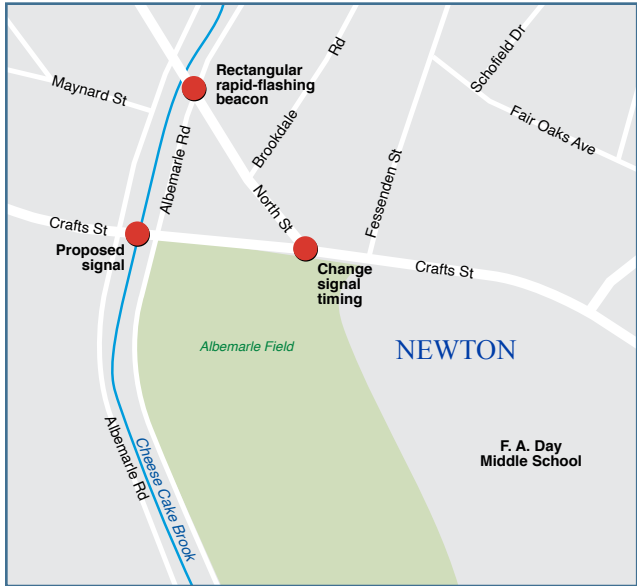 Schofield Dr
Brookdale Rd
Rectangular
rapid-flashing
beacon
Maynard St
Fair Oaks Ave
Albemarle Rd
Fessenden St
North St
Crafts St
Proposed
signal
Change
signal
timing
Crafts St
Albemarle Field
NEWTON
Albemarle Rd
Cheese Cake Brook
F. A. Day
Middle School